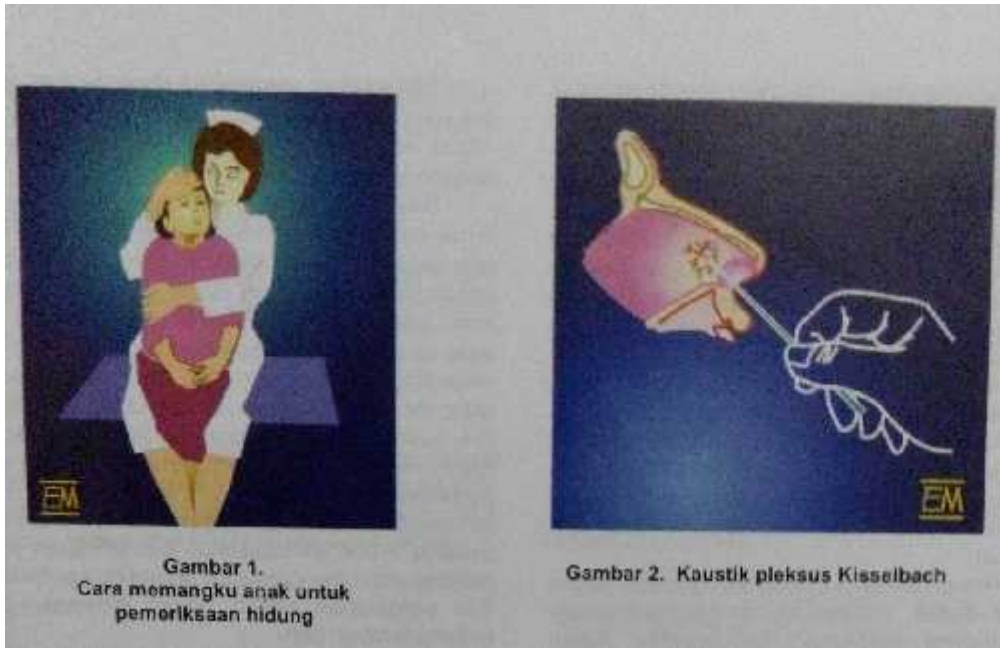 EM
Gambar 1.
Cara memangku anak untuk
pemeriksaan hidung
EM
Gambar 2. Kaustik pleksus Kisselbach